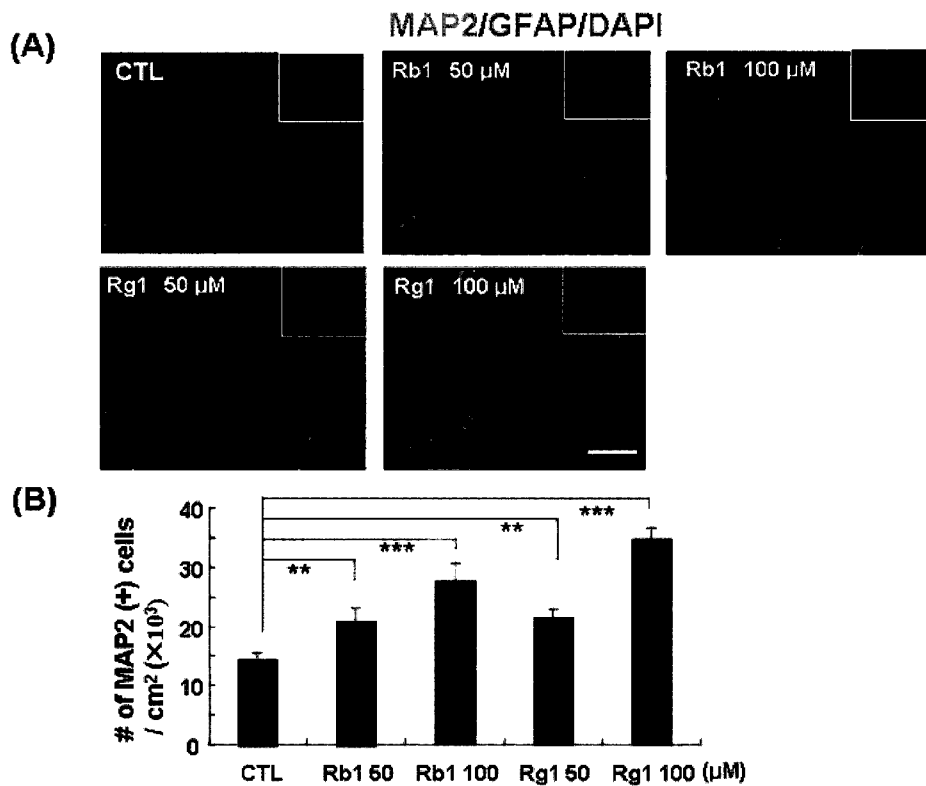 MAP2/GFAP/DAPI
(A)
CTL
Rb1 50 µM
Rb1 100 µM
Rg1 50 µM
Rg1 100 µM
(B)
# of MAP2 (+) cells
/ cm² (×10³)
40
30
20
10
0
**
***
**
***
CTL Rb1 50 Rb1 100 Rg1 50 Rg1 100 (µM)